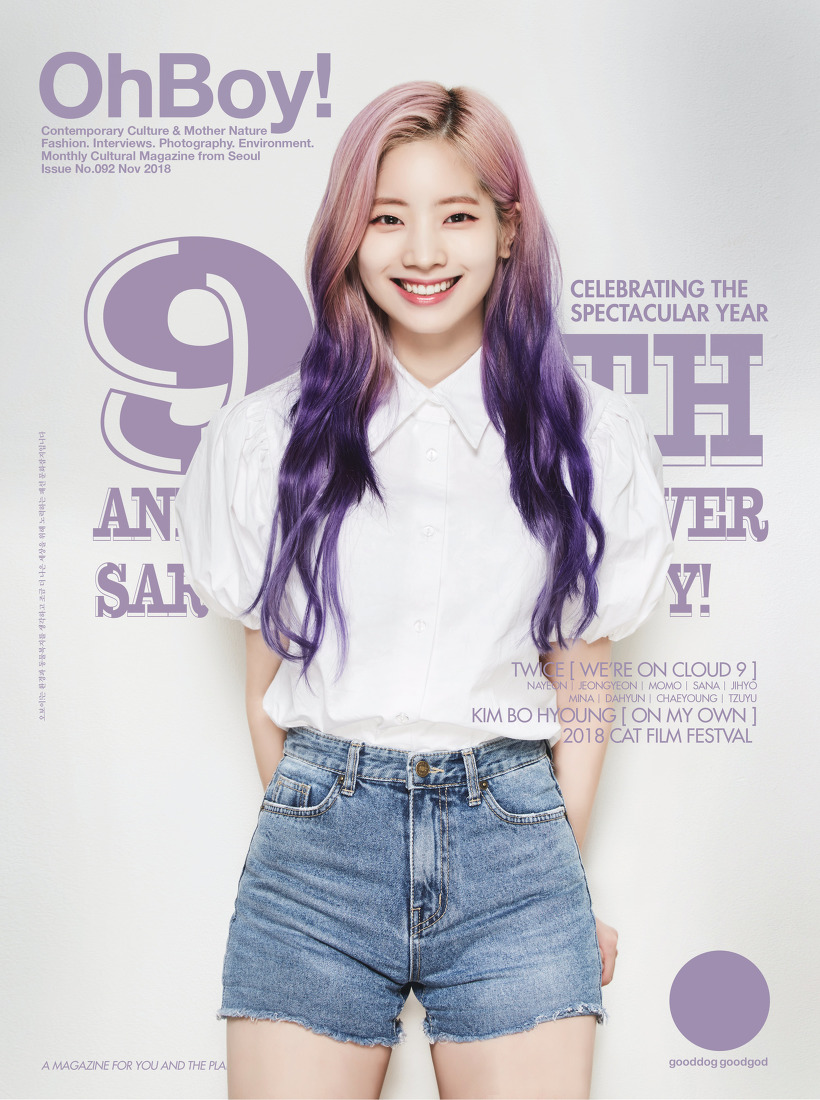 OhBoy!
Contemporary Culture & Mother Nature
Fashion. Interviews. Photography. Environment.
Monthly Cultural Magazine from Seoul
Issue No.092 Nov 2018
9 TH
CELEBRATING THE
SPECTACULAR YEAR
AN VER
SAR Y!
오보이!는 환경과 동물복지를 생각하고 조금 더 나은 세상을 위해 노력하는 패션 문화잡지입니다
TWICE [ WE'RE ON CLOUD 9 ]
NAYEON | JEONGYEON | MOMO | SANA | JIHYO
MINA | DAHYUN | CHAEYOUNG | TZUYU
KIM BO HYOUNG [ ON MY OWN ]
2018 CAT FILM FESTVAL
A MAGAZINE FOR YOU AND THE PLA
gooddog goodgod